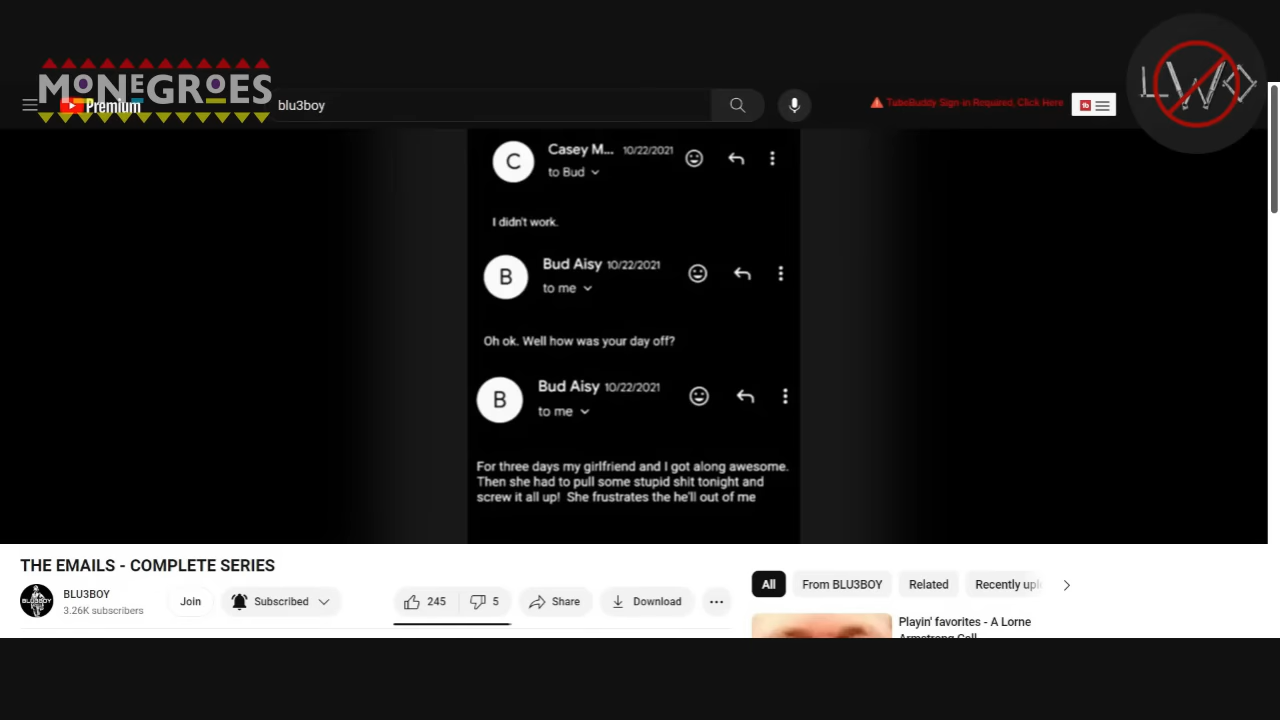 MONEGROES
Premium
blu3boy
TubeBuddy Sign-in Required, Click Here
tb
LWKY
C
Casey M... 10/22/2021
to Bud
I didn't work.
B
Bud Aisy 10/22/2021
to me
Oh ok. Well how was your day off?
B
Bud Aisy 10/22/2021
to me
For three days my girlfriend and I got along awesome.
Then she had to pull some stupid shit tonight and
screw it all up! She frustrates the he'll out of me
THE EMAILS - COMPLETE SERIES
BLU3BOY
3.26K subscribers
Join
Subscribed
245
5
Share
Download
All
From BLU3BOY
Related
Recently upl
Playin' favorites - A Lorne
Armstrong Call